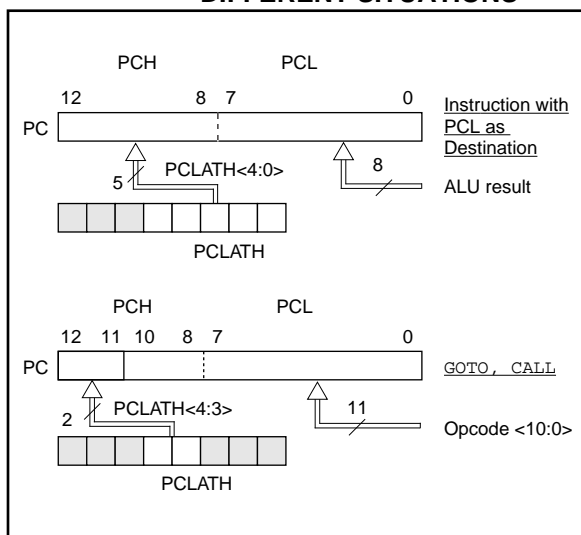 DIFFERENT SITUATIONS
PCH PCL
12 8 7 0
PC
Instruction with
PCL as
Destination
5
PCLATH<4:0>
8
ALU result
PCLATH
PCH PCL
12 11 10 8 7 0
PC
GOTO, CALL
2
PCLATH<4:3>
11
Opcode <10:0>
PCLATH